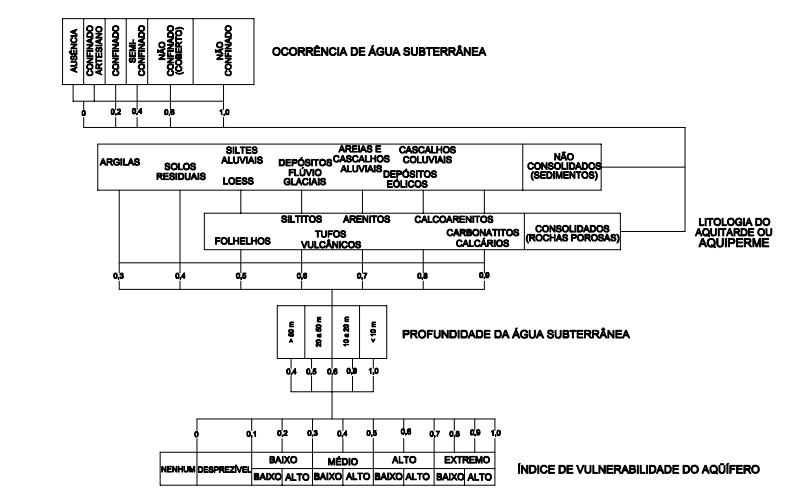 AUSÊNCIA
CONFINADO
ARTESIANO
CONFINADO
SEMI-
CONFINADO
NÃO
CONFINADO
(COBERTO)
NÃO
CONFINADO
OCORRÊNCIA DE ÁGUA SUBTERRÂNEA
0 0,2 0,4 0,6 1,0
ARGILAS
SOLOS
RESIDUAIS
SILTES
ALUVIAIS
LOESS
DEPÓSITOS
FLÚVIO
GLACIAIS
AREIAS E
CASCALHOS
ALUVIAIS
CASCALHOS
COLUVIAIS
DEPÓSITOS
EÓLICOS
NÃO
CONSOLIDADOS
(SEDIMENTOS)
FOLHELHOS
SILTITOS
TUFOS
VULCÂNICOS
ARENITOS
CALCOARENITOS
CARBONATITOS
CALCÁRIOS
CONSOLIDADOS
(ROCHAS POROSAS)
LITOLOGIA DO
AQUITARDE OU
AQUIPERME
0,3 0,4 0,5 0,6 0,7 0,8 0,9
> 50 m
20 a 50 m
10 a 20 m
< 10 m
PROFUNDIDADE DA ÁGUA SUBTERRÂNEA
0,4 0,5 0,6 0,9 1,0
0 0,1 0,2 0,3 0,4 0,5 0,6 0,7 0,8 0,9 1,0
NENHUM DESPREZÍVEL BAIXO MÉDIO ALTO EXTREMO
BAIXO ALTO BAIXO ALTO BAIXO ALTO BAIXO ALTO
ÍNDICE DE VULNERABILIDADE DO AQÜÍFERO